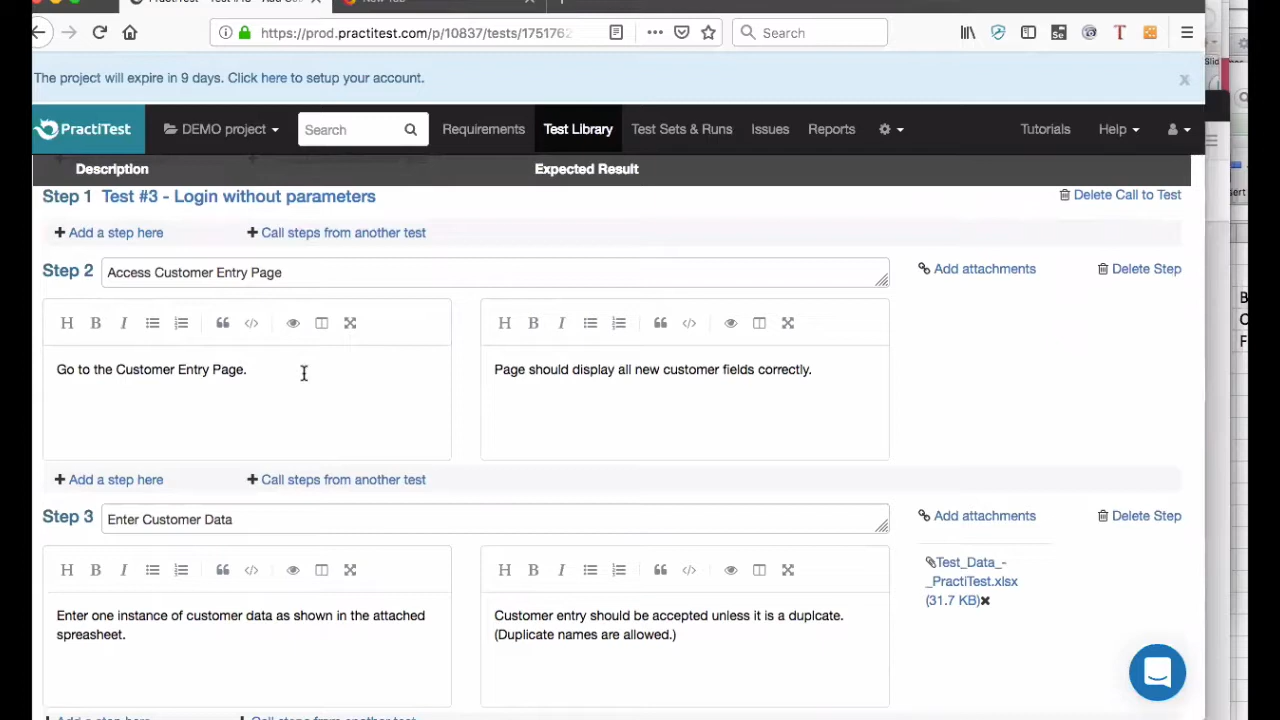 https://prod.practitest.com/p/10837/tests/175176
Search
The project will expire in 9 days. Click here to setup your account.
x
PractiTest
DEMO project
Search
Requirements
Test Library
Test Sets & Runs
Issues
Reports
Tutorials
Help
Description
Expected Result
Step 1 Test #3 - Login without parameters
Delete Call to Test
+ Add a step here
+ Call steps from another test
Step 2
Access Customer Entry Page
Add attachments
Delete Step
H B I
H B I
Go to the Customer Entry Page.
Page should display all new customer fields correctly.
+ Add a step here
+ Call steps from another test
Step 3
Enter Customer Data
Add attachments
Delete Step
H B I
H B I
Test_Data_-
_PractiTest.xlsx
(31.7 KB)
Enter one instance of customer data as shown in the attached
spreasheet.
Customer entry should be accepted unless it is a duplcate.
(Duplicate names are allowed.)